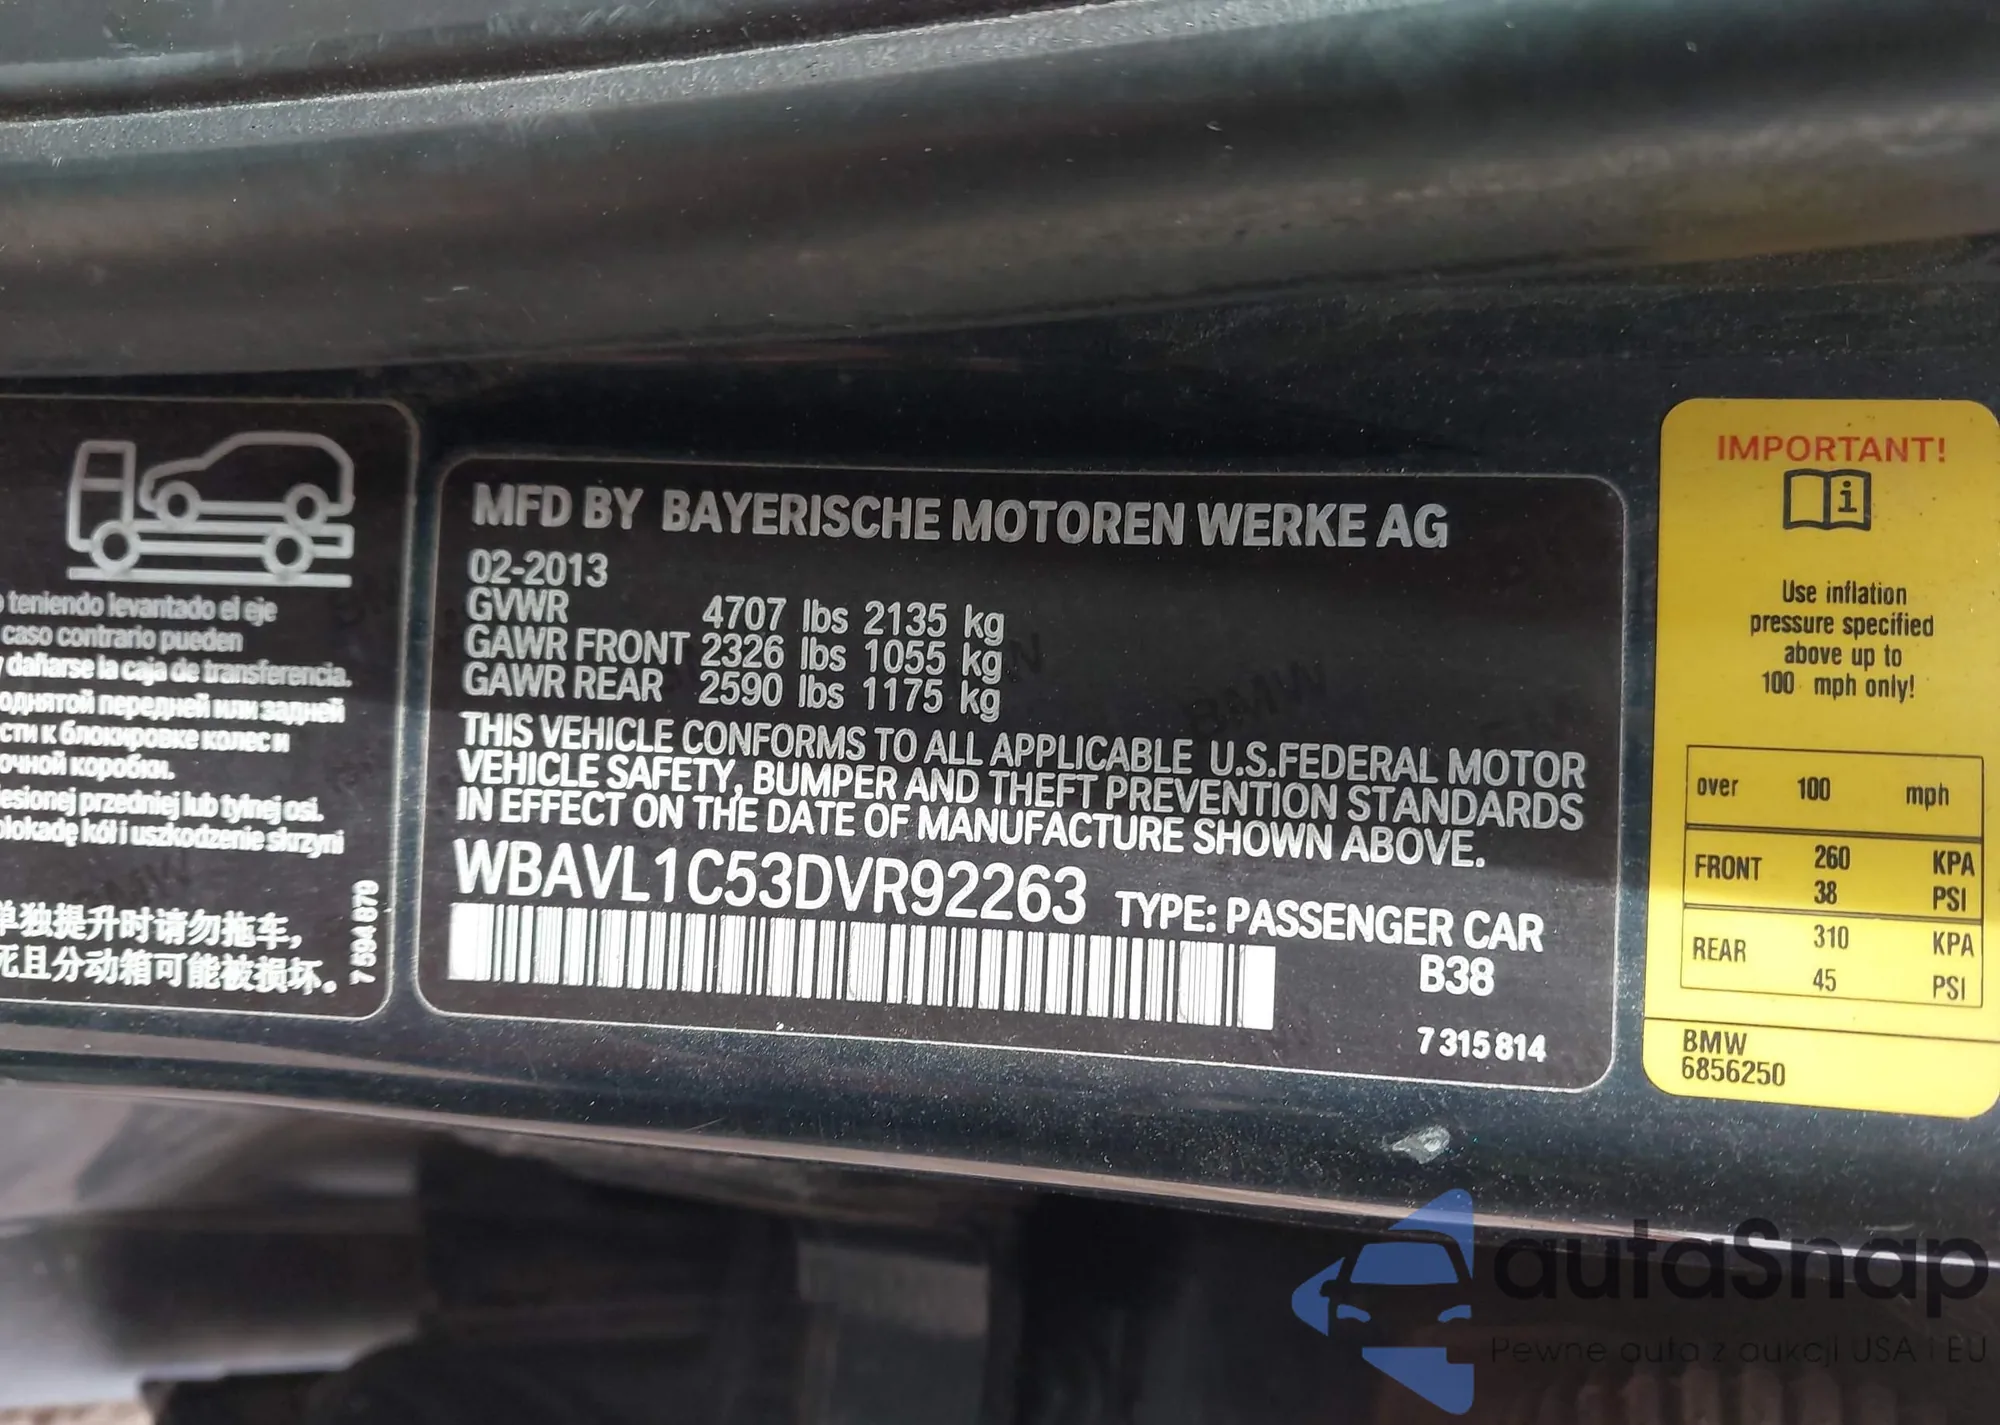 teniendo levantado el eje
caso contrario pueden
y dañarse la caja de transferencia.
однятой передней или задней
сти к блокировке колес и
очной коробки.
esionej przedniej lub tylnej osi.
blokadę kół i uszkodzenie skrzyni
单独提升时请勿拖车，
死且分动箱可能被损坏。
7 594 879
MFD BY BAYERISCHE MOTOREN WERKE AG
02-2013
GVWR 4707 lbs 2135 kg
GAWR FRONT 2326 lbs 1055 kg
GAWR REAR 2590 lbs 1175 kg
THIS VEHICLE CONFORMS TO ALL APPLICABLE U.S.FEDERAL MOTOR
VEHICLE SAFETY, BUMPER AND THEFT PREVENTION STANDARDS
IN EFFECT ON THE DATE OF MANUFACTURE SHOWN ABOVE.
WBAVL1C53DVR92263 TYPE: PASSENGER CAR
B38
7 315 814
IMPORTANT!
i
Use inflation
pressure specified
above up to
100 mph only!
over 100 mph
FRONT 260 KPA
38 PSI
REAR 310 KPA
45 PSI
BMW
6856250
autaSnap
Pewne auta z aukcji USA i EU